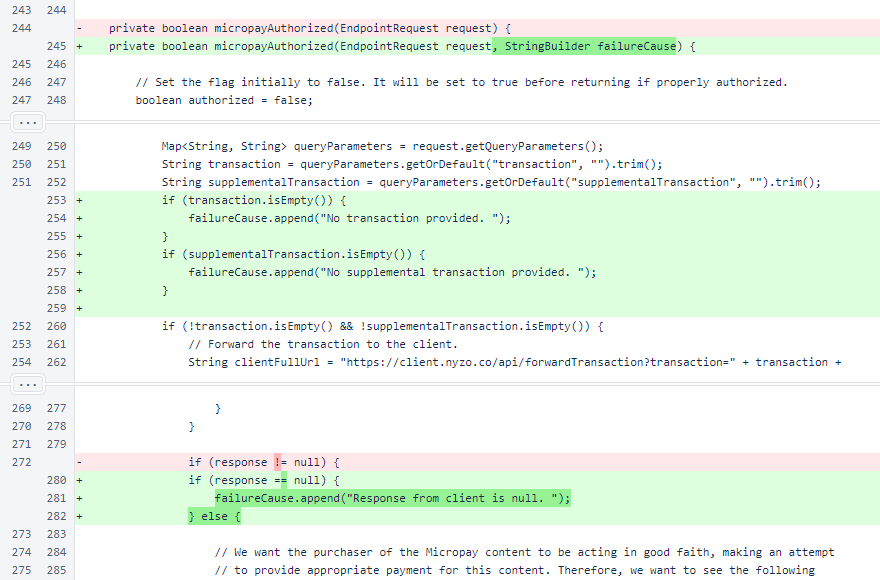 243 244
244 - private boolean micropayAuthorized(EndpointRequest request) {
245 + private boolean micropayAuthorized(EndpointRequest request, StringBuilder failureCause) {
245 246
246 247 // Set the flag initially to false. It will be set to true before returning if properly authorized.
247 248 boolean authorized = false;
...
249 250 Map<String, String> queryParameters = request.getQueryParameters();
250 251 String transaction = queryParameters.getOrDefault("transaction", "").trim();
251 252 String supplementalTransaction = queryParameters.getOrDefault("supplementalTransaction", "").trim();
253 + if (transaction.isEmpty()) {
254 + failureCause.append("No transaction provided. ");
255 + }
256 + if (supplementalTransaction.isEmpty()) {
257 + failureCause.append("No supplemental transaction provided. ");
258 + }
259 +
252 260 if (!transaction.isEmpty() && !supplementalTransaction.isEmpty()) {
253 261 // Forward the transaction to the client.
254 262 String clientFullUrl = "https://client.nyzo.co/api/forwardTransaction?transaction=" + transaction +
...
269 277 }
270 278 }
271 279
272 - if (response != null) {
280 + if (response == null) {
281 + failureCause.append("Response from client is null. ");
282 + } else {
273 283
274 284 // We want the purchaser of the Micropay content to be acting in good faith, making an attempt
275 285 // to provide appropriate payment for this content. Therefore, we want to see the following